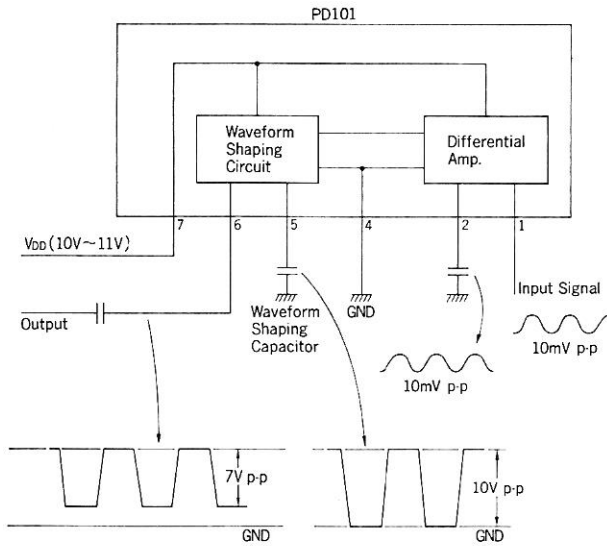 PD101
Waveform
Shaping
Circuit
Differential
Amp.
7
6
5
4
2
1
VDD (10V~11V)
Output
Waveform
Shaping
Capacitor
GND
Input Signal
10mV p-p
10mV p-p
7V p-p
GND
10V p-p
GND